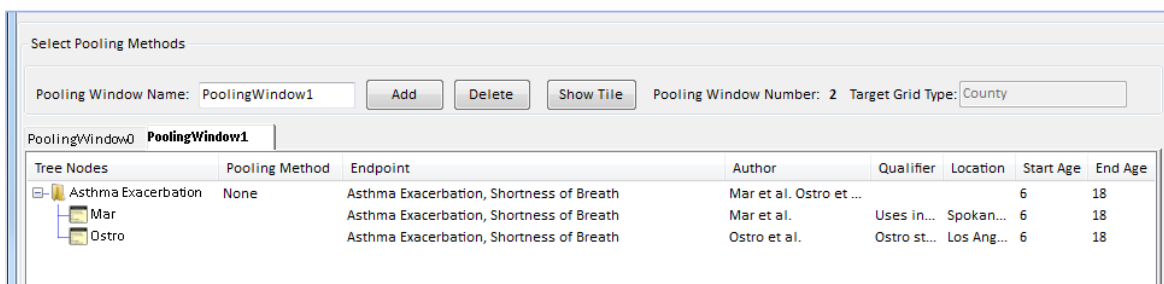 Select Pooling Methods
Pooling Window Name: PoolingWindow1 Add Delete Show Tile Pooling Window Number: 2 Target Grid Type: County
PoolingWindow0 PoolingWindow1
Tree Nodes Pooling Method Endpoint Author Qualifier Location Start Age End Age
Asthma Exacerbation None Asthma Exacerbation, Shortness of Breath Mar et al. Ostro et ... 6 18
Mar Asthma Exacerbation, Shortness of Breath Mar et al. Uses in... Spokan... 6 18
Ostro Asthma Exacerbation, Shortness of Breath Ostro et al. Ostro st... Los Ang... 6 18